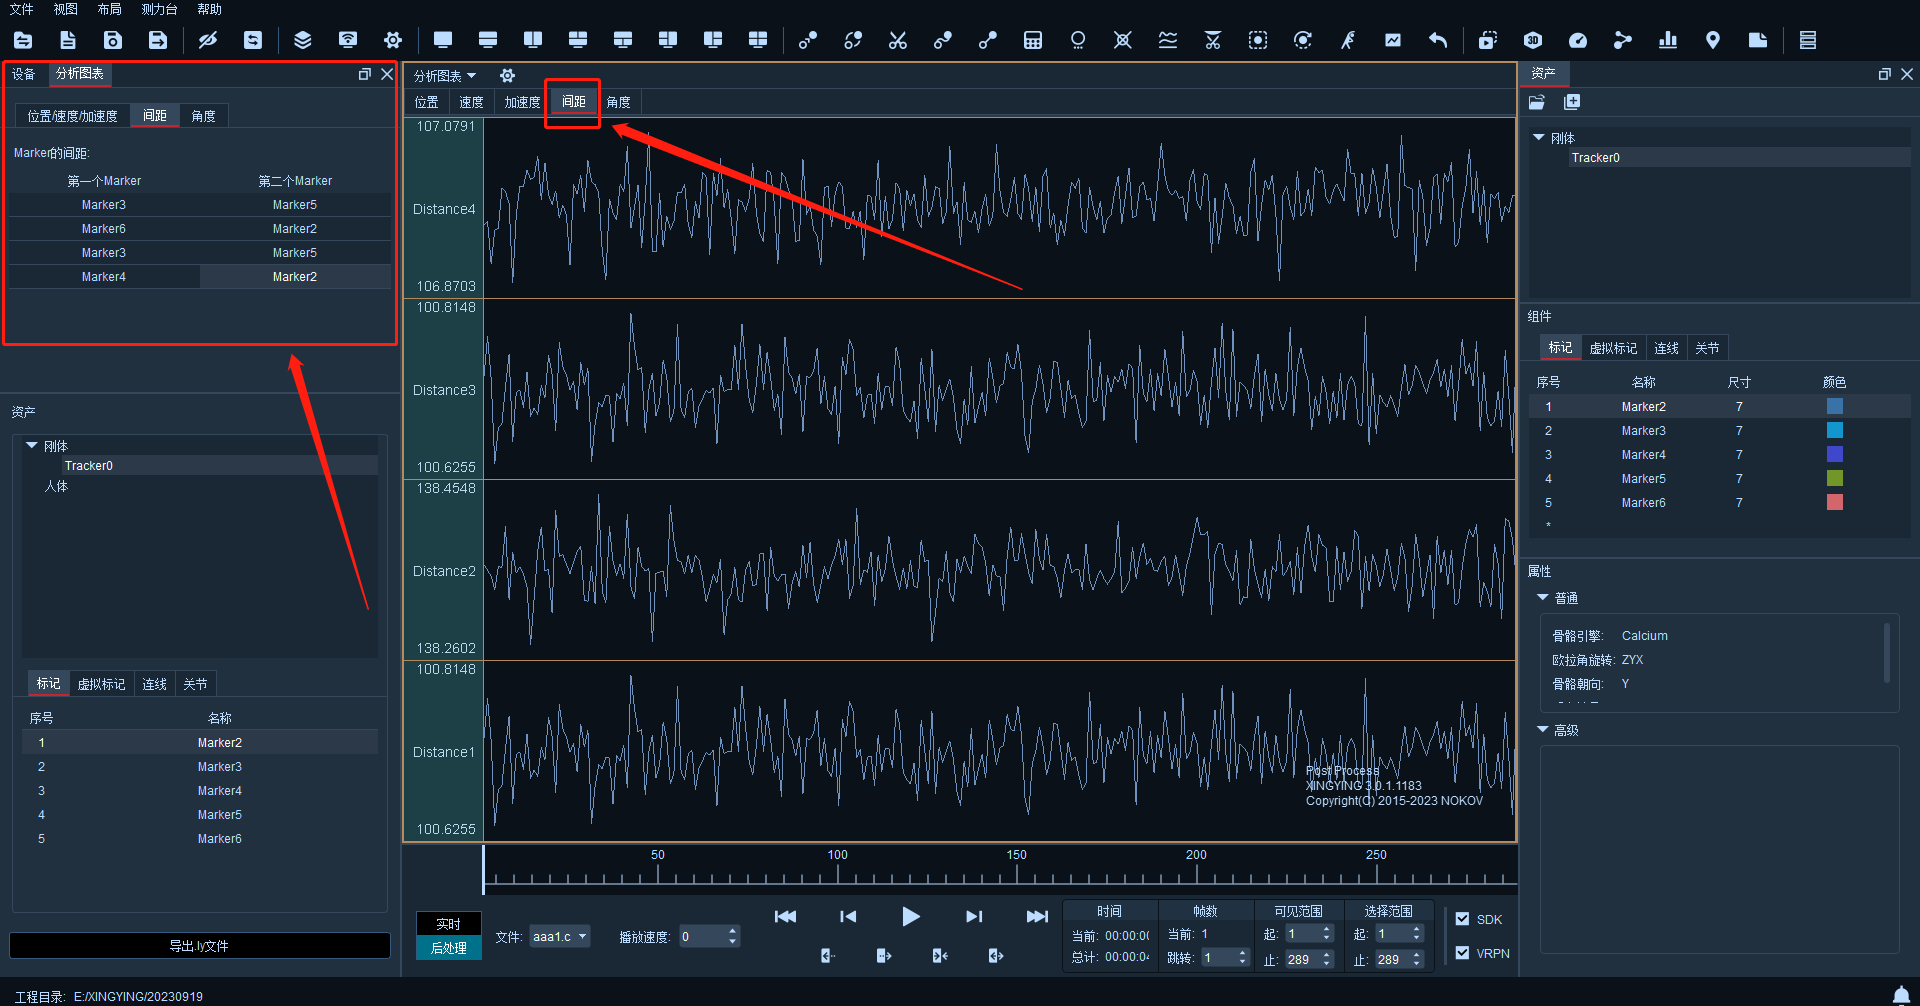 文件 视图 布局 测力台 帮助
设备 分析图表
位置/速度/加速度 间距 角度
Marker的间距:
第一个Marker 第二个Marker
Marker3 Marker5
Marker6 Marker2
Marker3 Marker5
Marker4 Marker2
资产
刚体
Tracker0
人体
标记 虚拟标记 连线 关节
序号 名称
1 Marker2
2 Marker3
3 Marker4
4 Marker5
5 Marker6
导出.ly文件
分析图表
位置 速度 加速度 间距 角度
107.0791
Distance4
106.8703
100.8148
Distance3
100.6255
138.4548
Distance2
138.2602
100.8148
Distance1
100.6255
Post Process
XINGYING 3.0.1.1183
Copyright(C) 2015-2023 NOKOV
50 100 150 200 250
实时
后处理
文件: aaa1.c
播放速度: 0
时间 帧数 可见范围 选择范围
当前: 00:00:00 当前: 1 起: 1 起: 1
总计: 00:00:04 跳转: 1 止: 289 止: 289
SDK
VRPN
资产
刚体
Tracker0
组件
标记 虚拟标记 连线 关节
序号 名称 尺寸 颜色
1 Marker2 7
2 Marker3 7
3 Marker4 7
4 Marker5 7
5 Marker6 7
*
属性
普通
骨骼引擎: Calcium
欧拉角旋转: ZYX
骨骼朝向: Y
高级
工程目录: E:/XINGYING/20230919